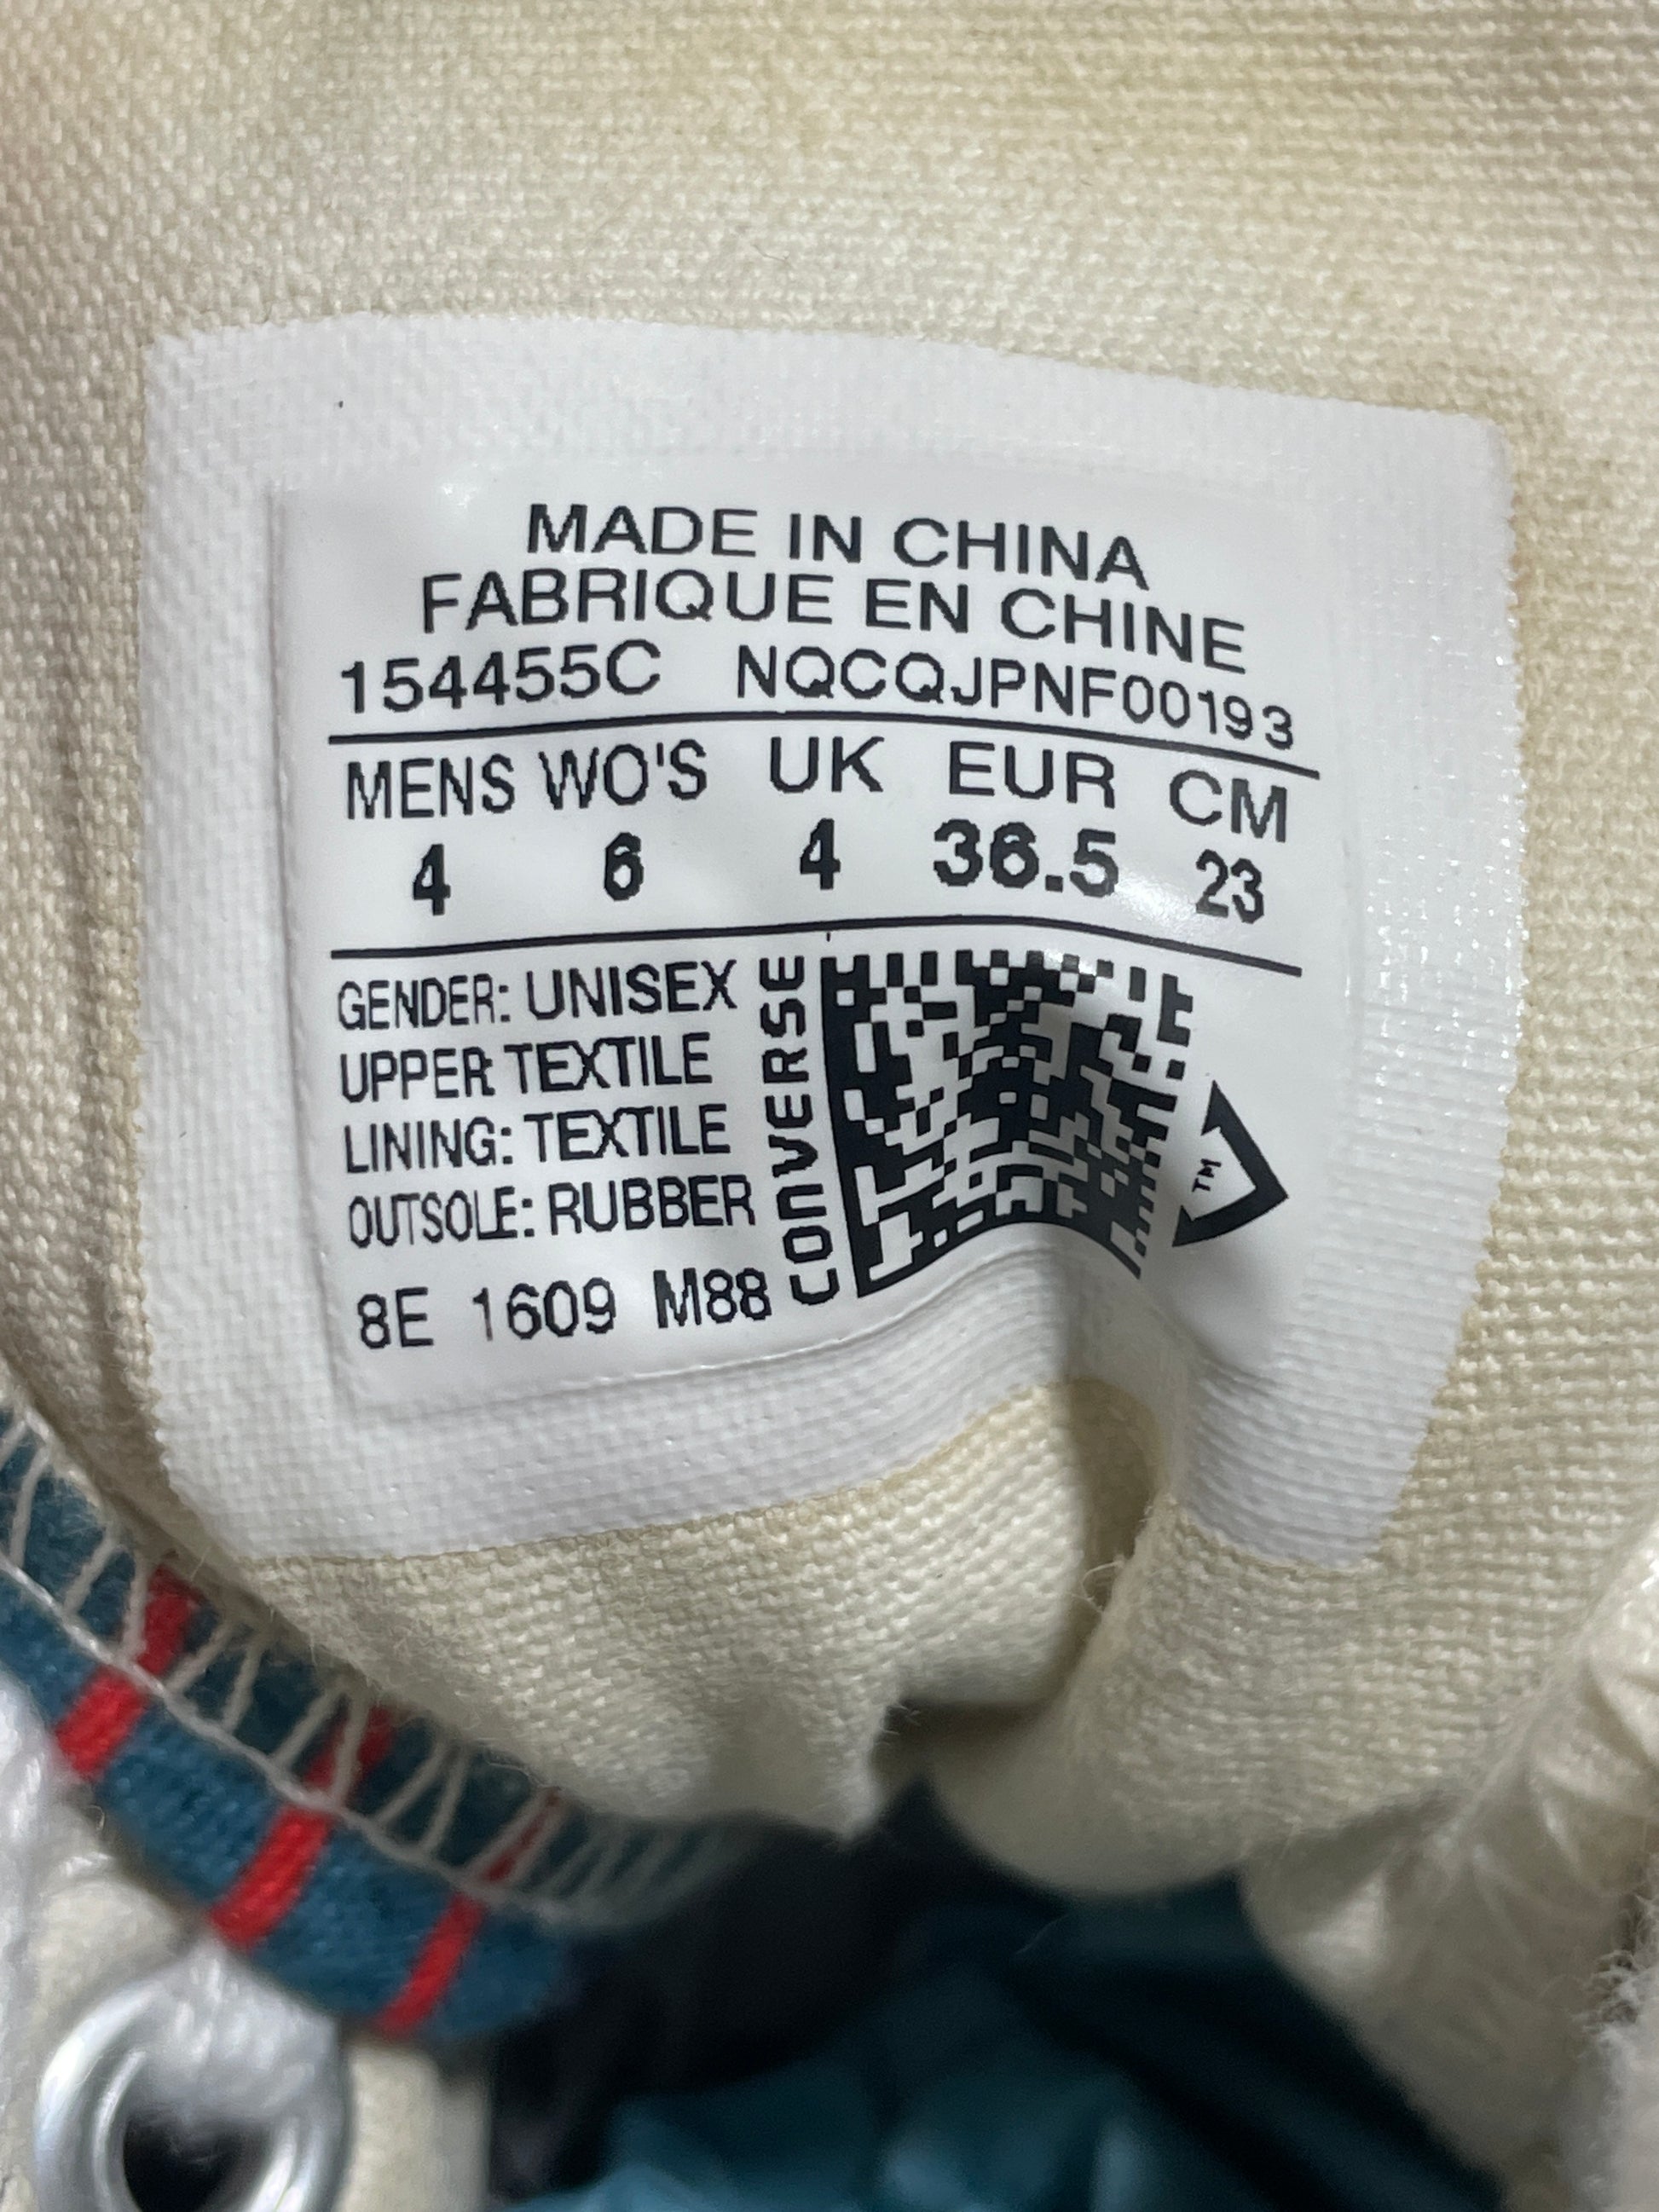 MADE IN CHINA
FABRIQUE EN CHINE
154455C NQCQJPNF00193
MENS WO'S UK EUR CM
4 6 4 36.5 23
GENDER: UNISEX
UPPER: TEXTILE
LINING: TEXTILE
OUTSOLE: RUBBER
8E 1609 M88
CONVERSE
TM